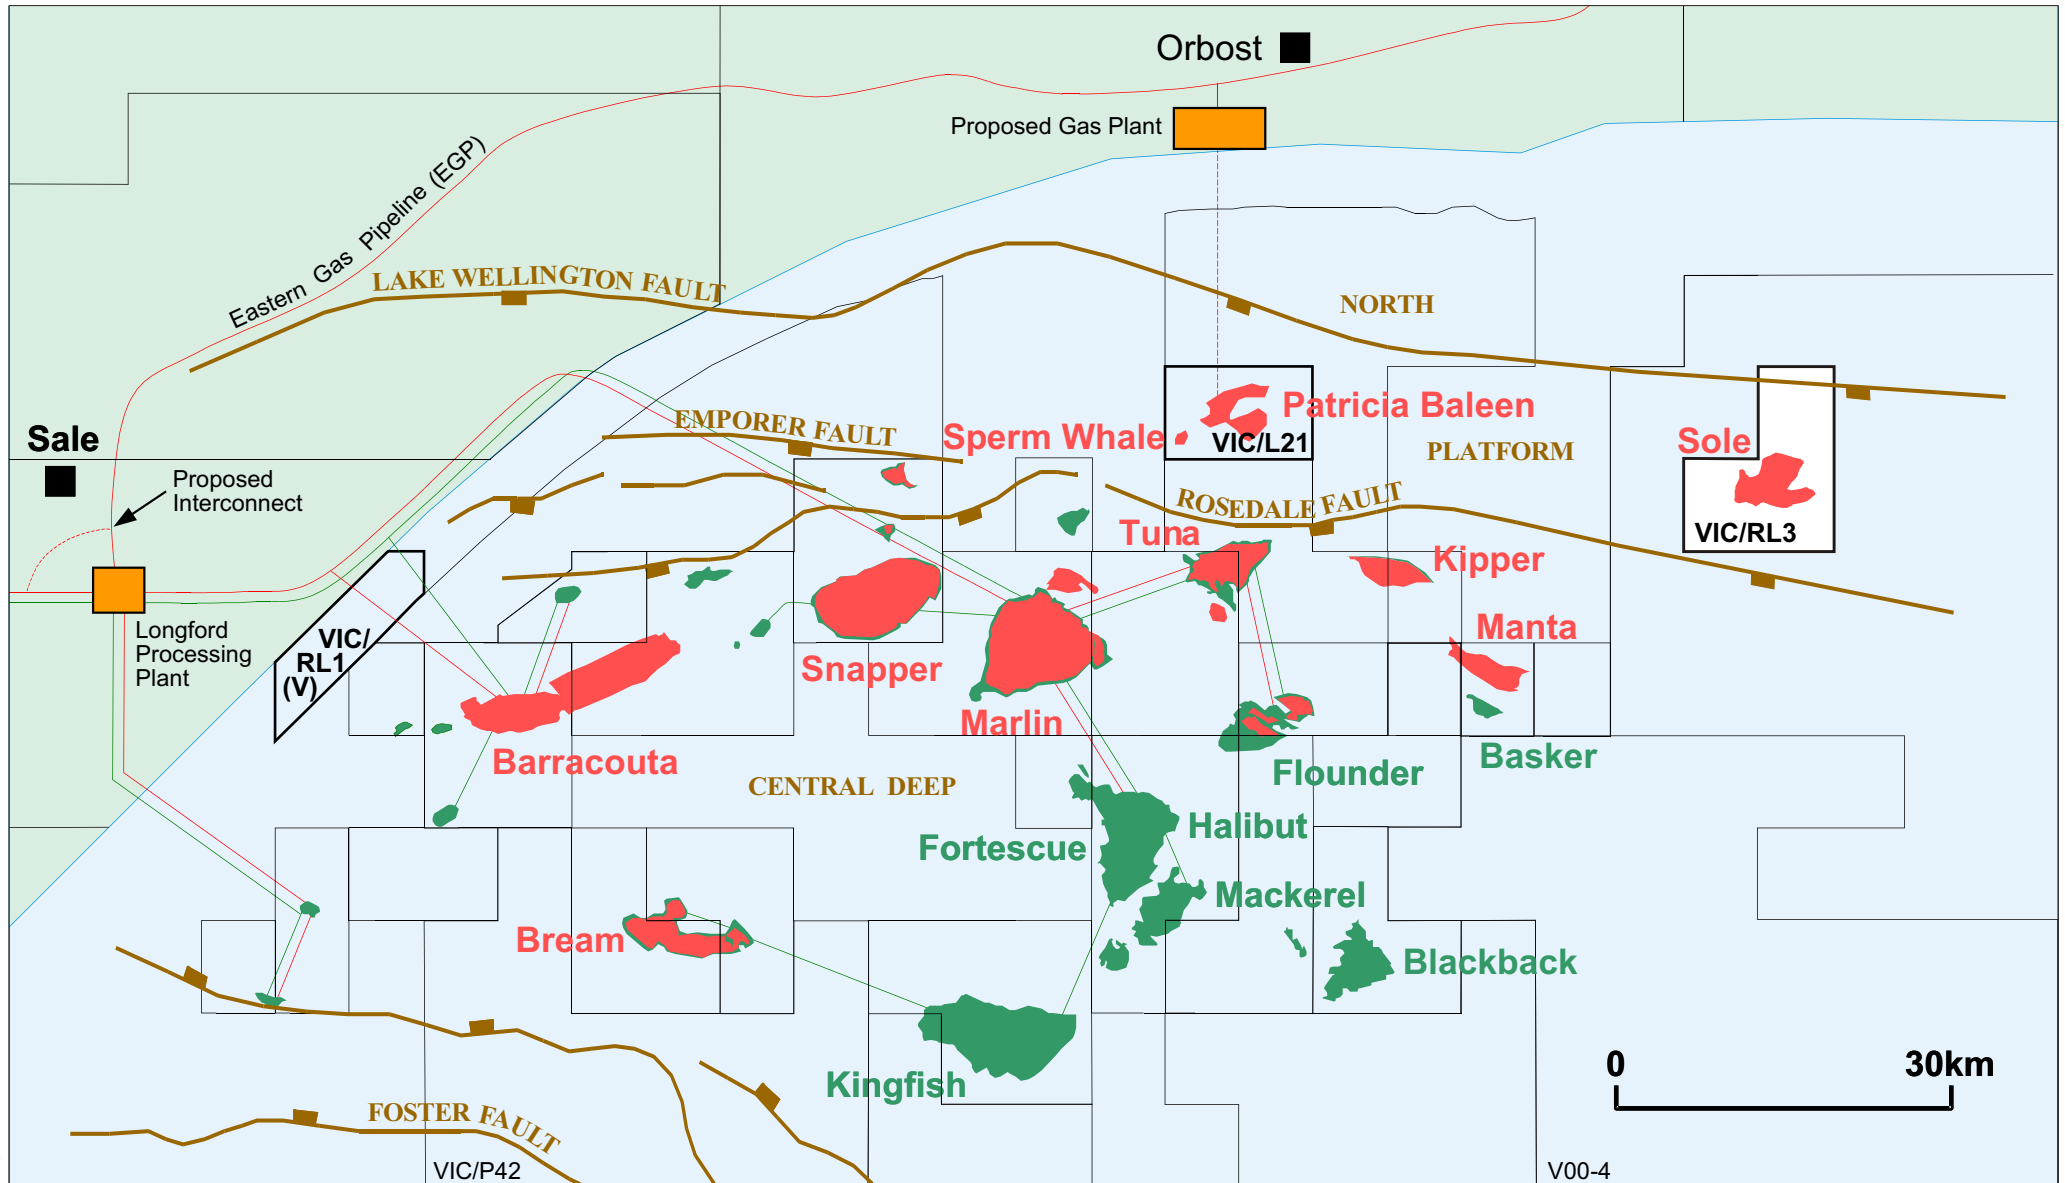 Orbost
Proposed Gas Plant
Eastern Gas Pipeline (EGP)
LAKE WELLINGTON FAULT
NORTH
Patricia Baleen
EMPORER FAULT
Sperm Whale
VIC/L21
PLATFORM
Sole
Sale
Proposed
Interconnect
ROSEDALE FAULT
VIC/RL3
Tuna
Kipper
Longford
Processing
Plant
VIC/
RL1
(V)
Manta
Snapper
Marlin
Barracouta
Basker
Flounder
CENTRAL DEEP
Halibut
Fortescue
Mackerel
Bream
Blackback
Kingfish
0 30km
FOSTER FAULT
VIC/P42
V00-4